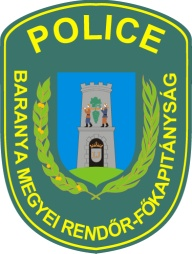 POLICE
BARANYA MEGYEI RENDŐR-FŐKAPITÁNYSÁG